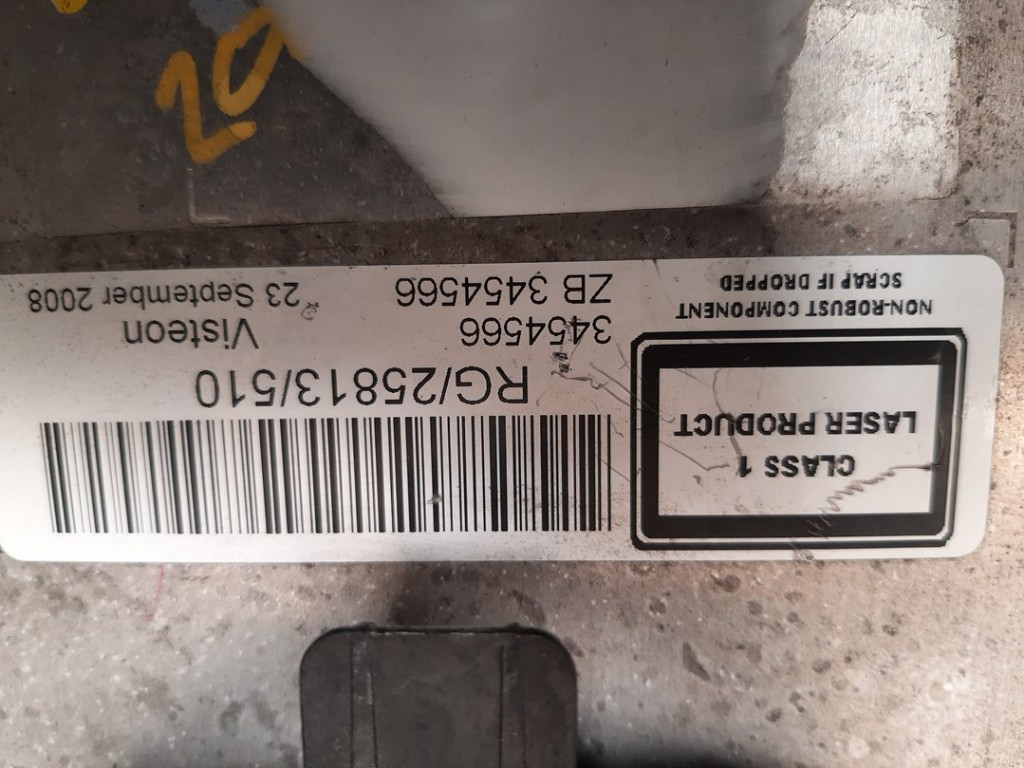 CLASS 1
LASER PRODUCT
NON-ROBUST COMPONENT
SCRAP IF DROPPED
RG/25813/510
3454566 Visteon
ZB 3454566 23 September 2008
20